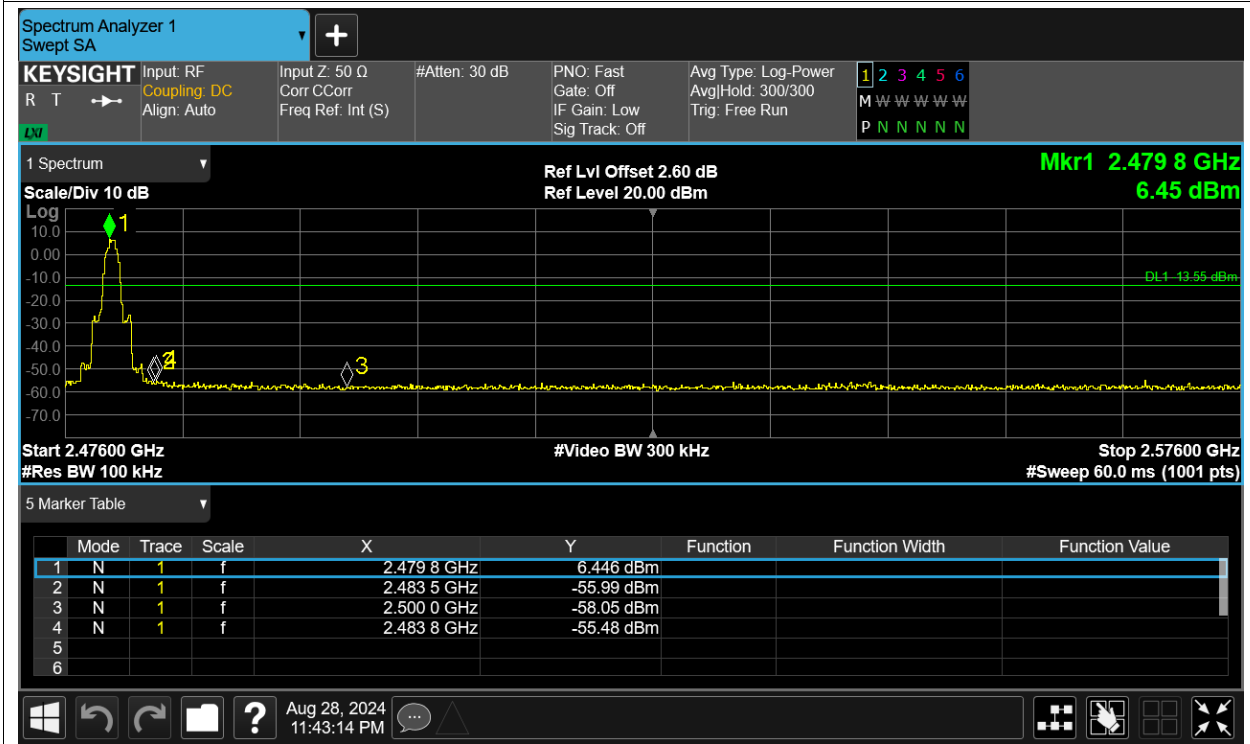 Spectrum Analyzer 1
Swept SA
+
KEYSIGHT Input: RF Input Z: 50 Ω #Atten: 30 dB PNO: Fast Avg Type: Log-Power 1 2 3 4 5 6
R T Coupling: DC Corr CCorr Gate: Off Avg|Hold: 300/300 M W W W W W
Align: Auto Freq Ref: Int (S) IF Gain: Low Trig: Free Run
LXI Sig Track: Off P N N N N N
1 Spectrum Ref Lvl Offset 2.60 dB Mkr1 2.479 8 GHz
Scale/Div 10 dB Ref Level 20.00 dBm 6.45 dBm
Log
1
10.0
0.00
-10.0 DL1 -13.55 dBm
-20.0
-30.0
-40.0
-50.0 3
-60.0
-70.0
Start 2.47600 GHz #Video BW 300 kHz Stop 2.57600 GHz
#Res BW 100 kHz #Sweep 60.0 ms (1001 pts)
5 Marker Table
Mode Trace Scale X Y Function Function Width Function Value
1 N 1 f 2.479 8 GHz 6.446 dBm
2 N 1 f 2.483 5 GHz -55.99 dBm
3 N 1 f 2.500 0 GHz -58.05 dBm
4 N 1 f 2.483 8 GHz -55.48 dBm
5
6
? Aug 28, 2024
11:43:14 PM